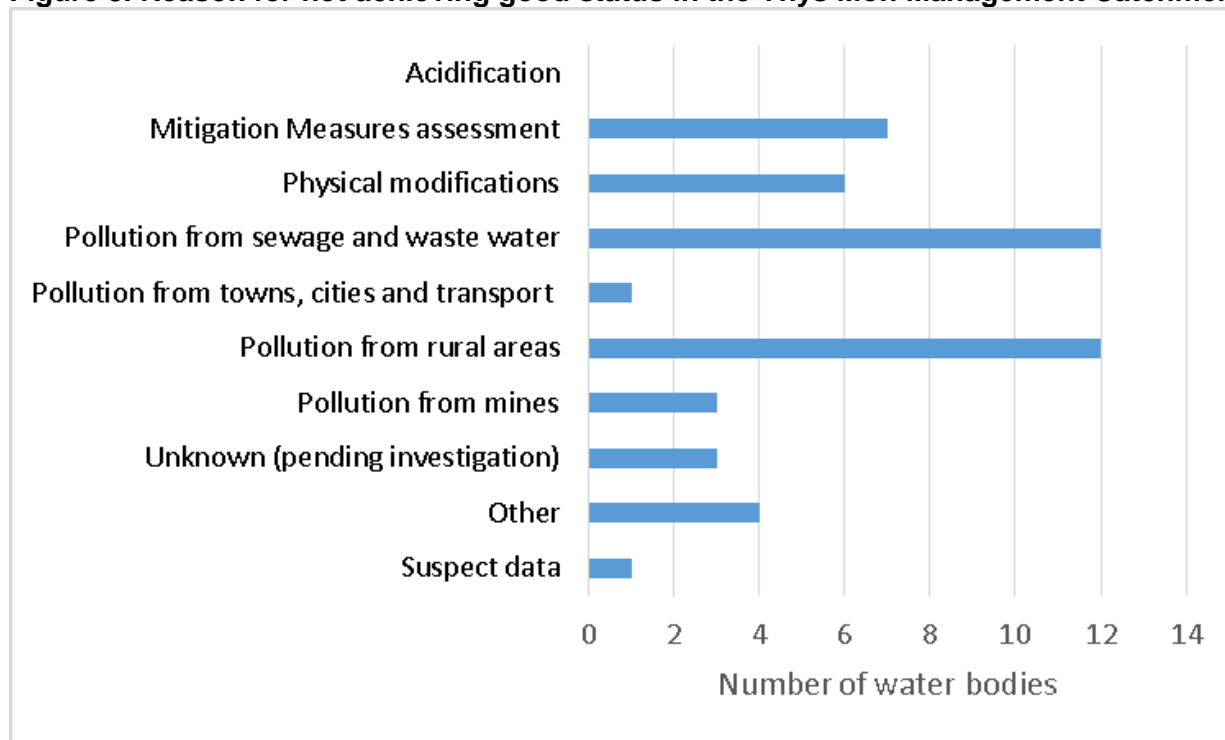 Acidification
Mitigation Measures assessment
Physical modifications
Pollution from sewage and waste water
Pollution from towns, cities and transport
Pollution from rural areas
Pollution from mines
Unknown (pending investigation)
Other
Suspect data
0 2 4 6 8 10 12 14
Number of water bodies